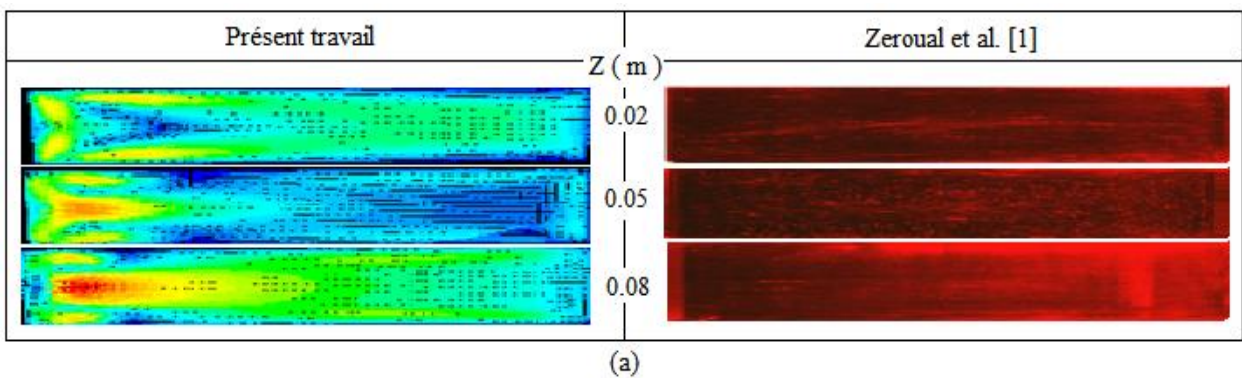 Présent travail
Zeroual et al. [1]
Z ( m )
0.02
0.05
0.08
(a)